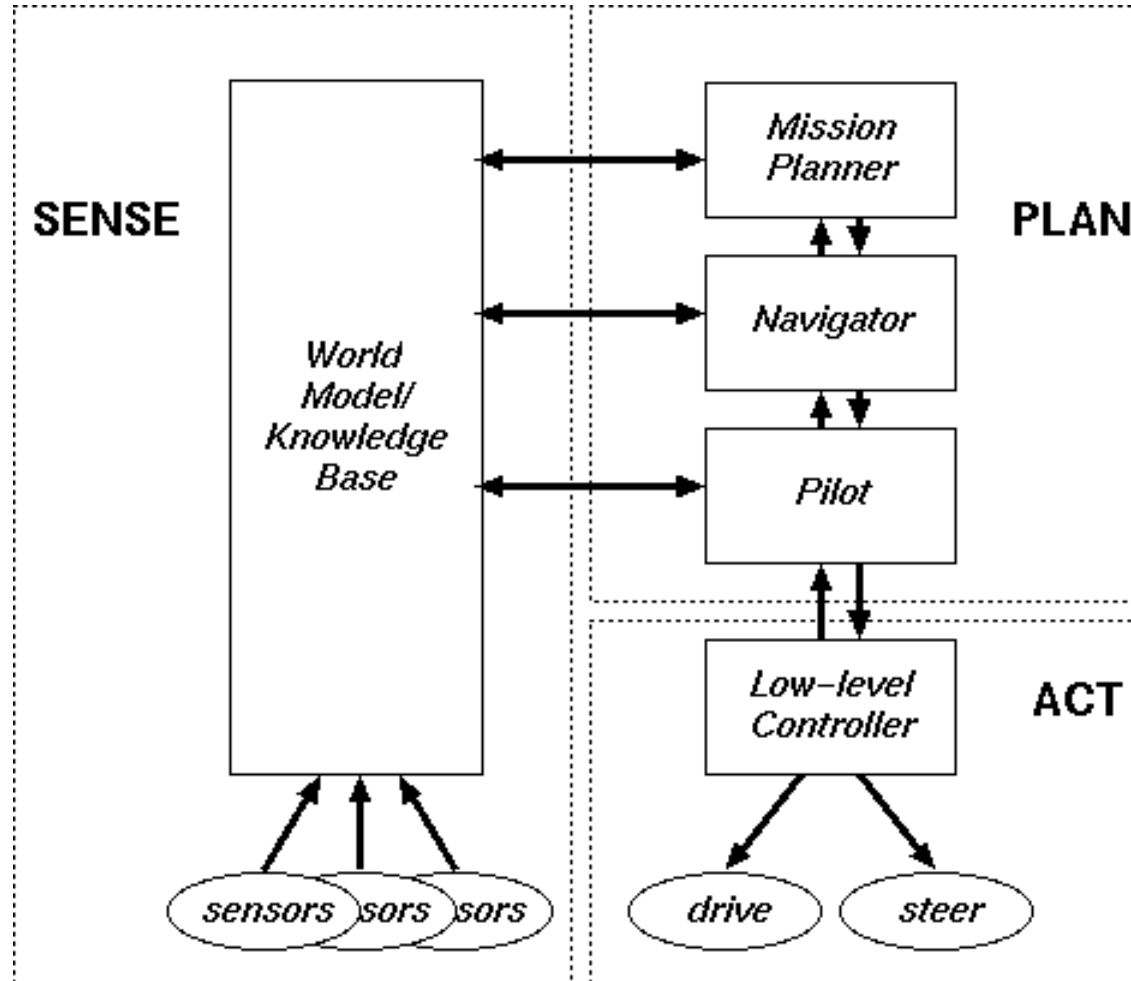 SENSE
World
Model/
Knowledge
Base
sensors
sors
sors
PLAN
Mission
Planner
Navigator
Pilot
ACT
Low-level
Controller
drive
steer